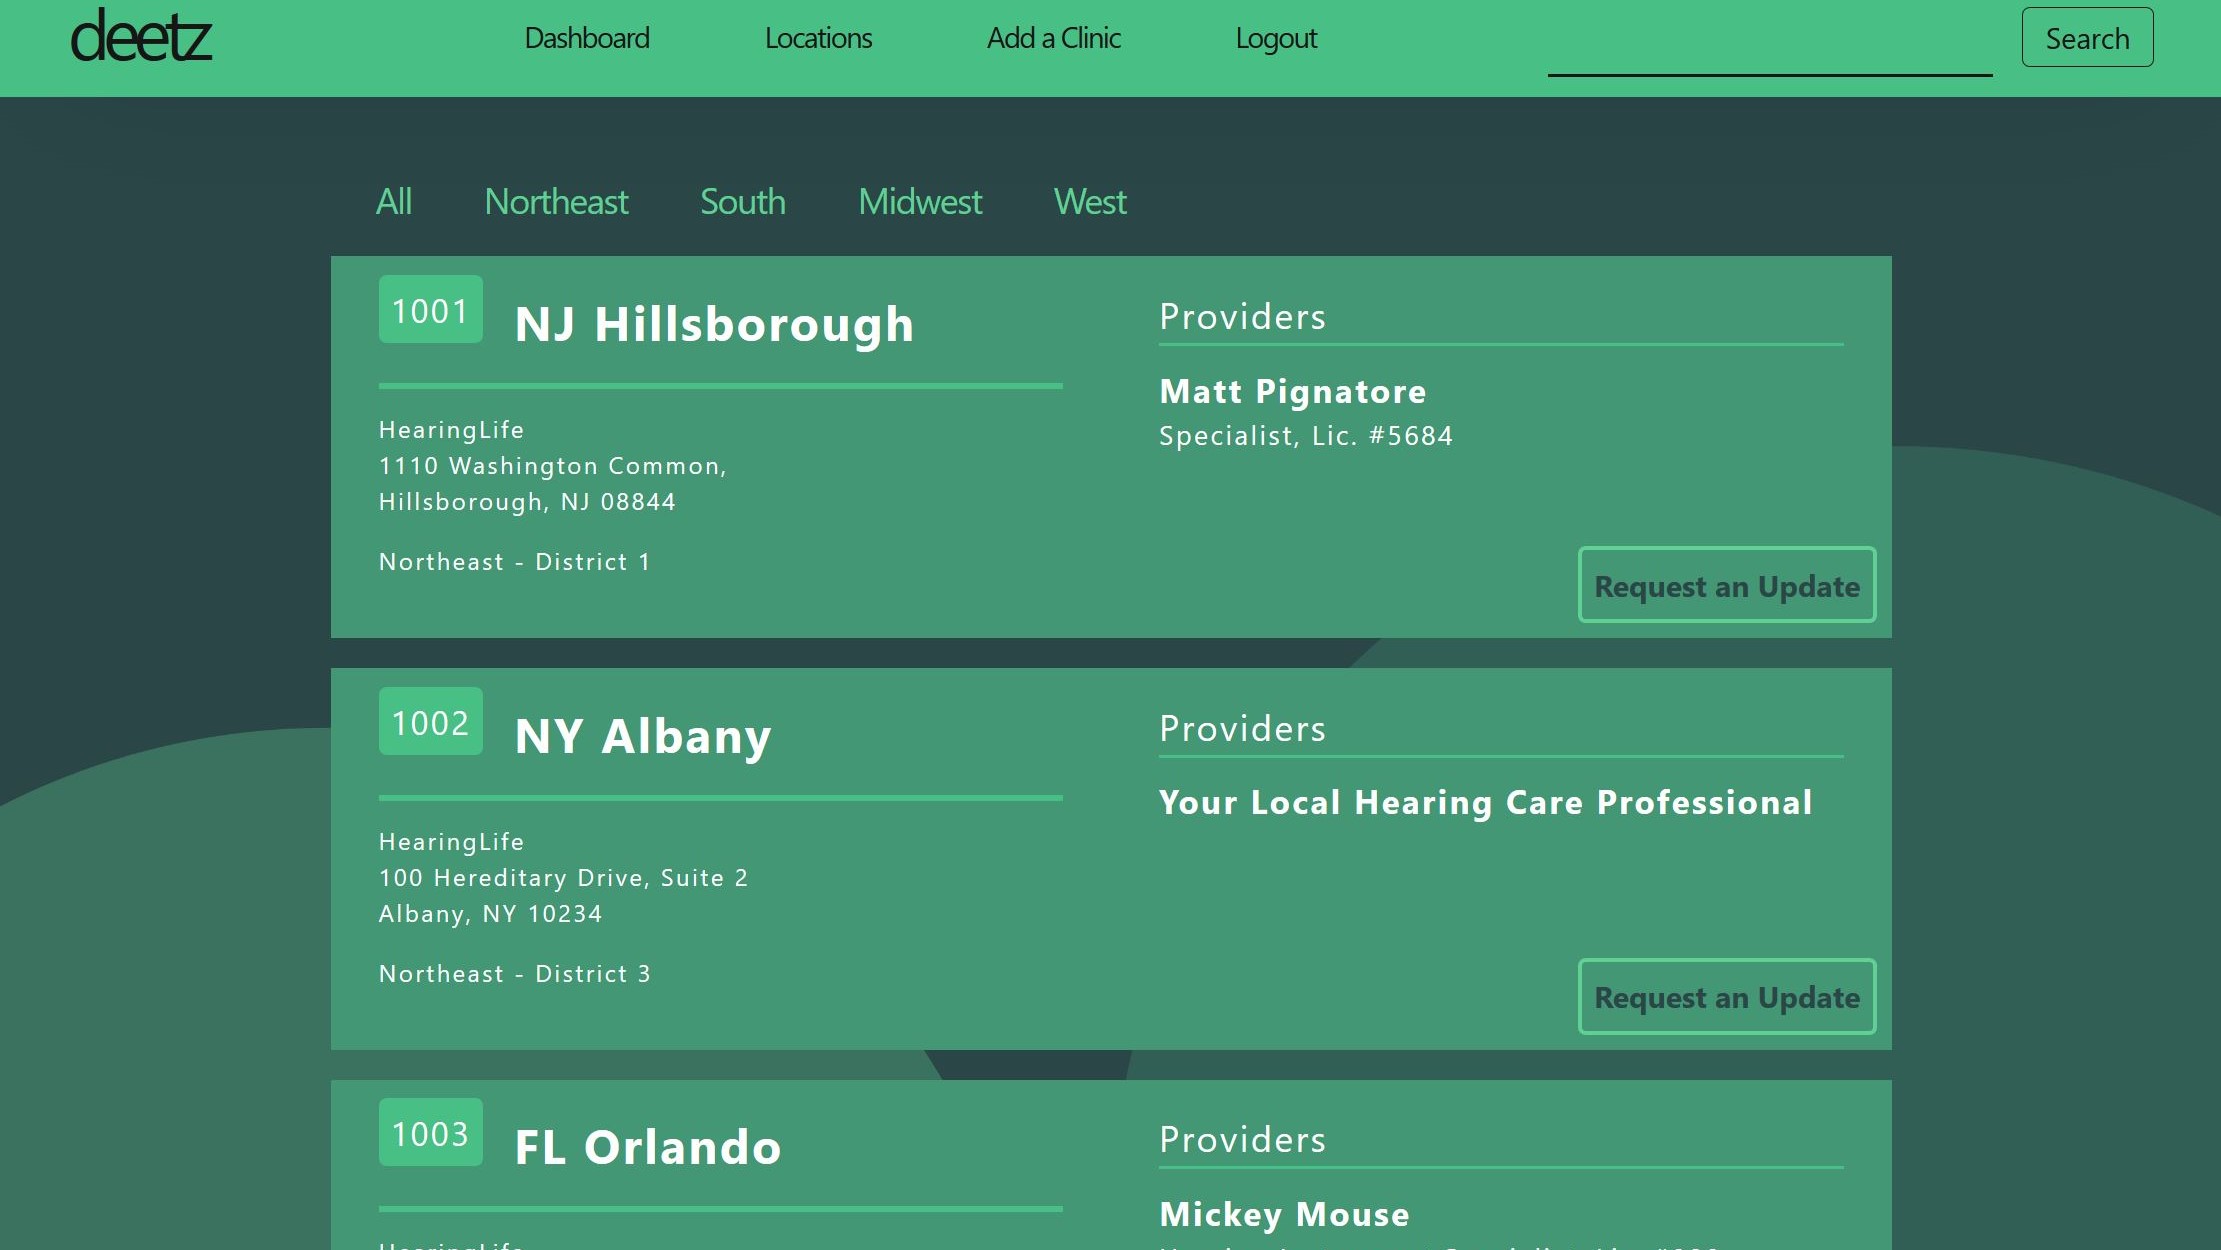 deetz
Dashboard
Locations
Add a Clinic
Logout
Search
All
Northeast
South
Midwest
West
1001
NJ Hillsborough
HearingLife
1110 Washington Common,
Hillsborough, NJ 08844
Northeast - District 1
Providers
Matt Pignatore
Specialist, Lic. #5684
Request an Update
1002
NY Albany
HearingLife
100 Hereditary Drive, Suite 2
Albany, NY 10234
Northeast - District 3
Providers
Your Local Hearing Care Professional
Request an Update
1003
FL Orlando
HearingLife
Providers
Mickey Mouse